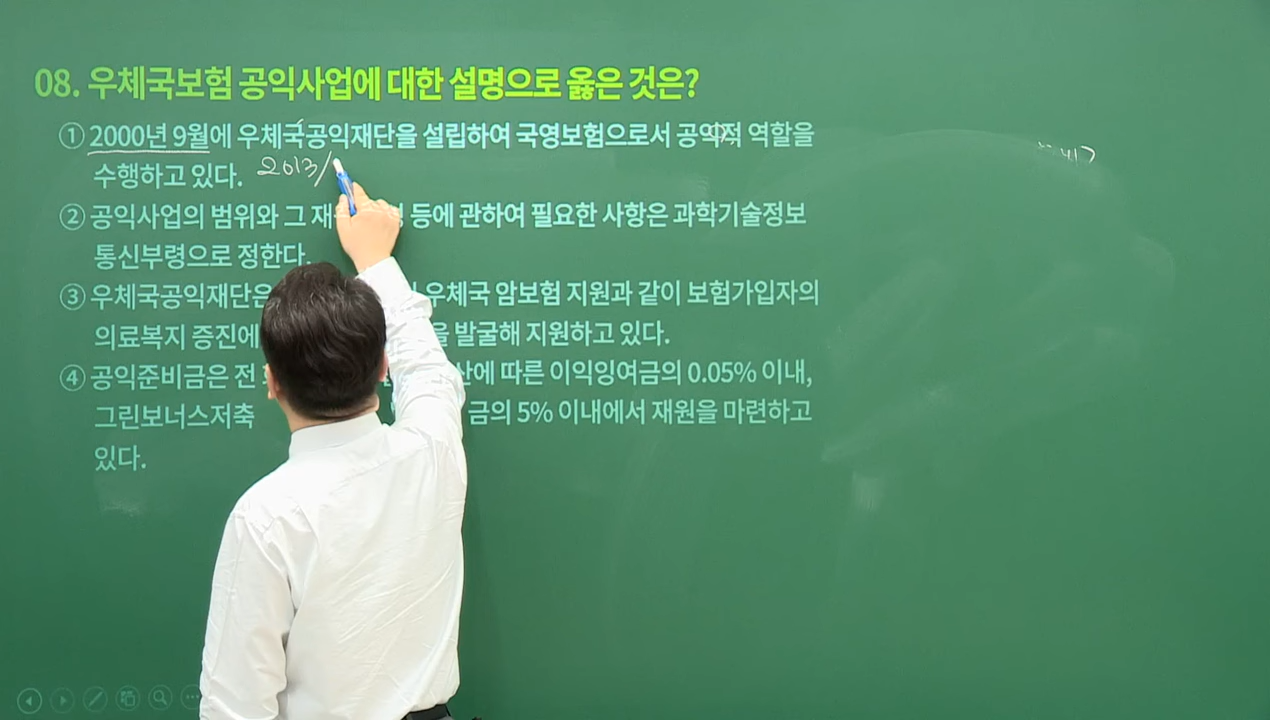 08. 우체국보험 공익사업에 대한 설명으로 옳은 것은?
① 2000년 9월에 우체국공익재단을 설립하여 국영보험으로서 공익적 역할을
수행하고 있다. 2013/
② 공익사업의 범위와 그 등에 관하여 필요한 사항은 과학기술정보
통신부령으로 정한다.
③ 우체국공익재단은 우체국 암보험 지원과 같이 보험가입자의
의료복지 증진에 발굴해 지원하고 있다.
④ 공익준비금은 전 따른 이익잉여금의 0.05% 이내,
그린보너스저축 5% 이내에서 재원을 마련하고
있다.